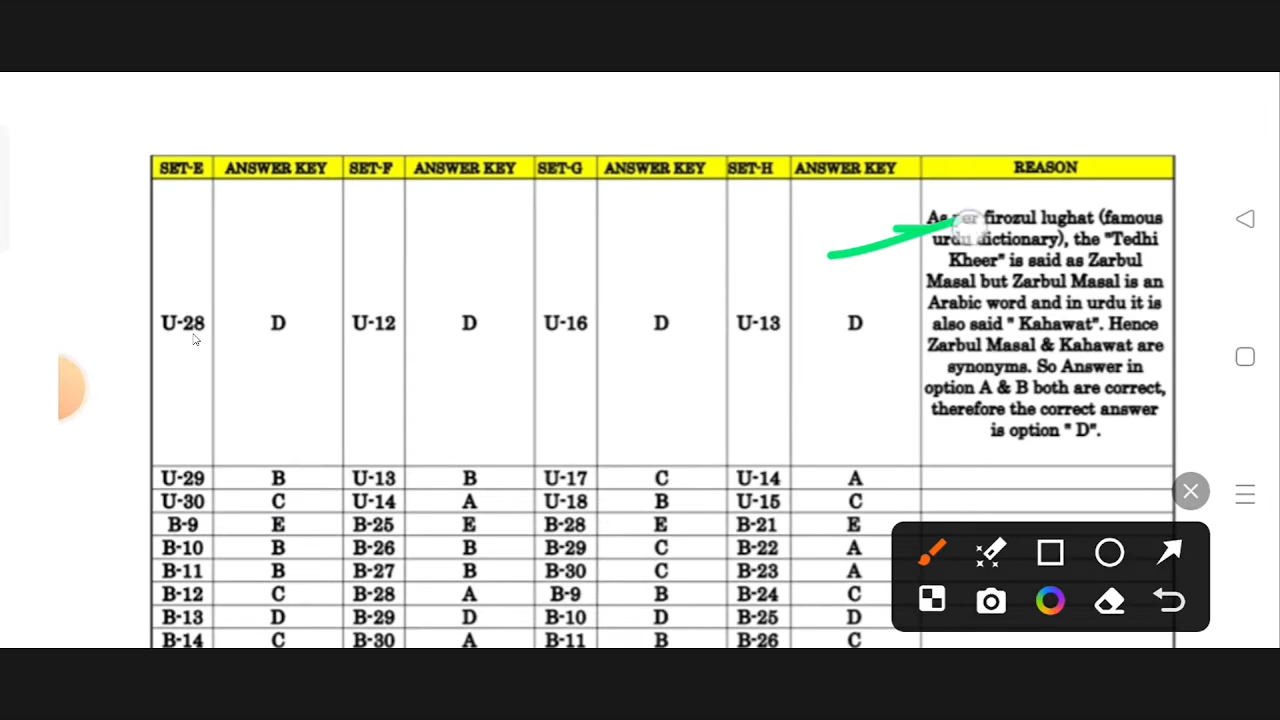 SET-E ANSWER KEY SET-F ANSWER KEY SET-G ANSWER KEY SET-H ANSWER KEY REASON
U-28 D U-12 D U-16 D U-13 D
As per firozul lughat (famous
urdu dictionary), the "Tedhi
Kheer" is said as Zarbul
Masal but Zarbul Masal is an
Arabic word and in urdu it is
also said " Kahawat". Hence
Zarbul Masal & Kahawat are
synonyms. So Answer in
option A & B both are correct,
therefore the correct answer
is option " D".
U-29 B U-13 B U-17 C U-14 A
U-30 C U-14 A U-18 B U-15 C
B-9 E B-25 E B-28 E B-21 E
B-10 B B-26 B B-29 C B-22 A
B-11 B B-27 B B-30 C B-23 A
B-12 C B-28 A B-9 B B-24 C
B-13 D B-29 D B-10 D B-25 D
B-14 C B-30 A B-11 B B-26 C